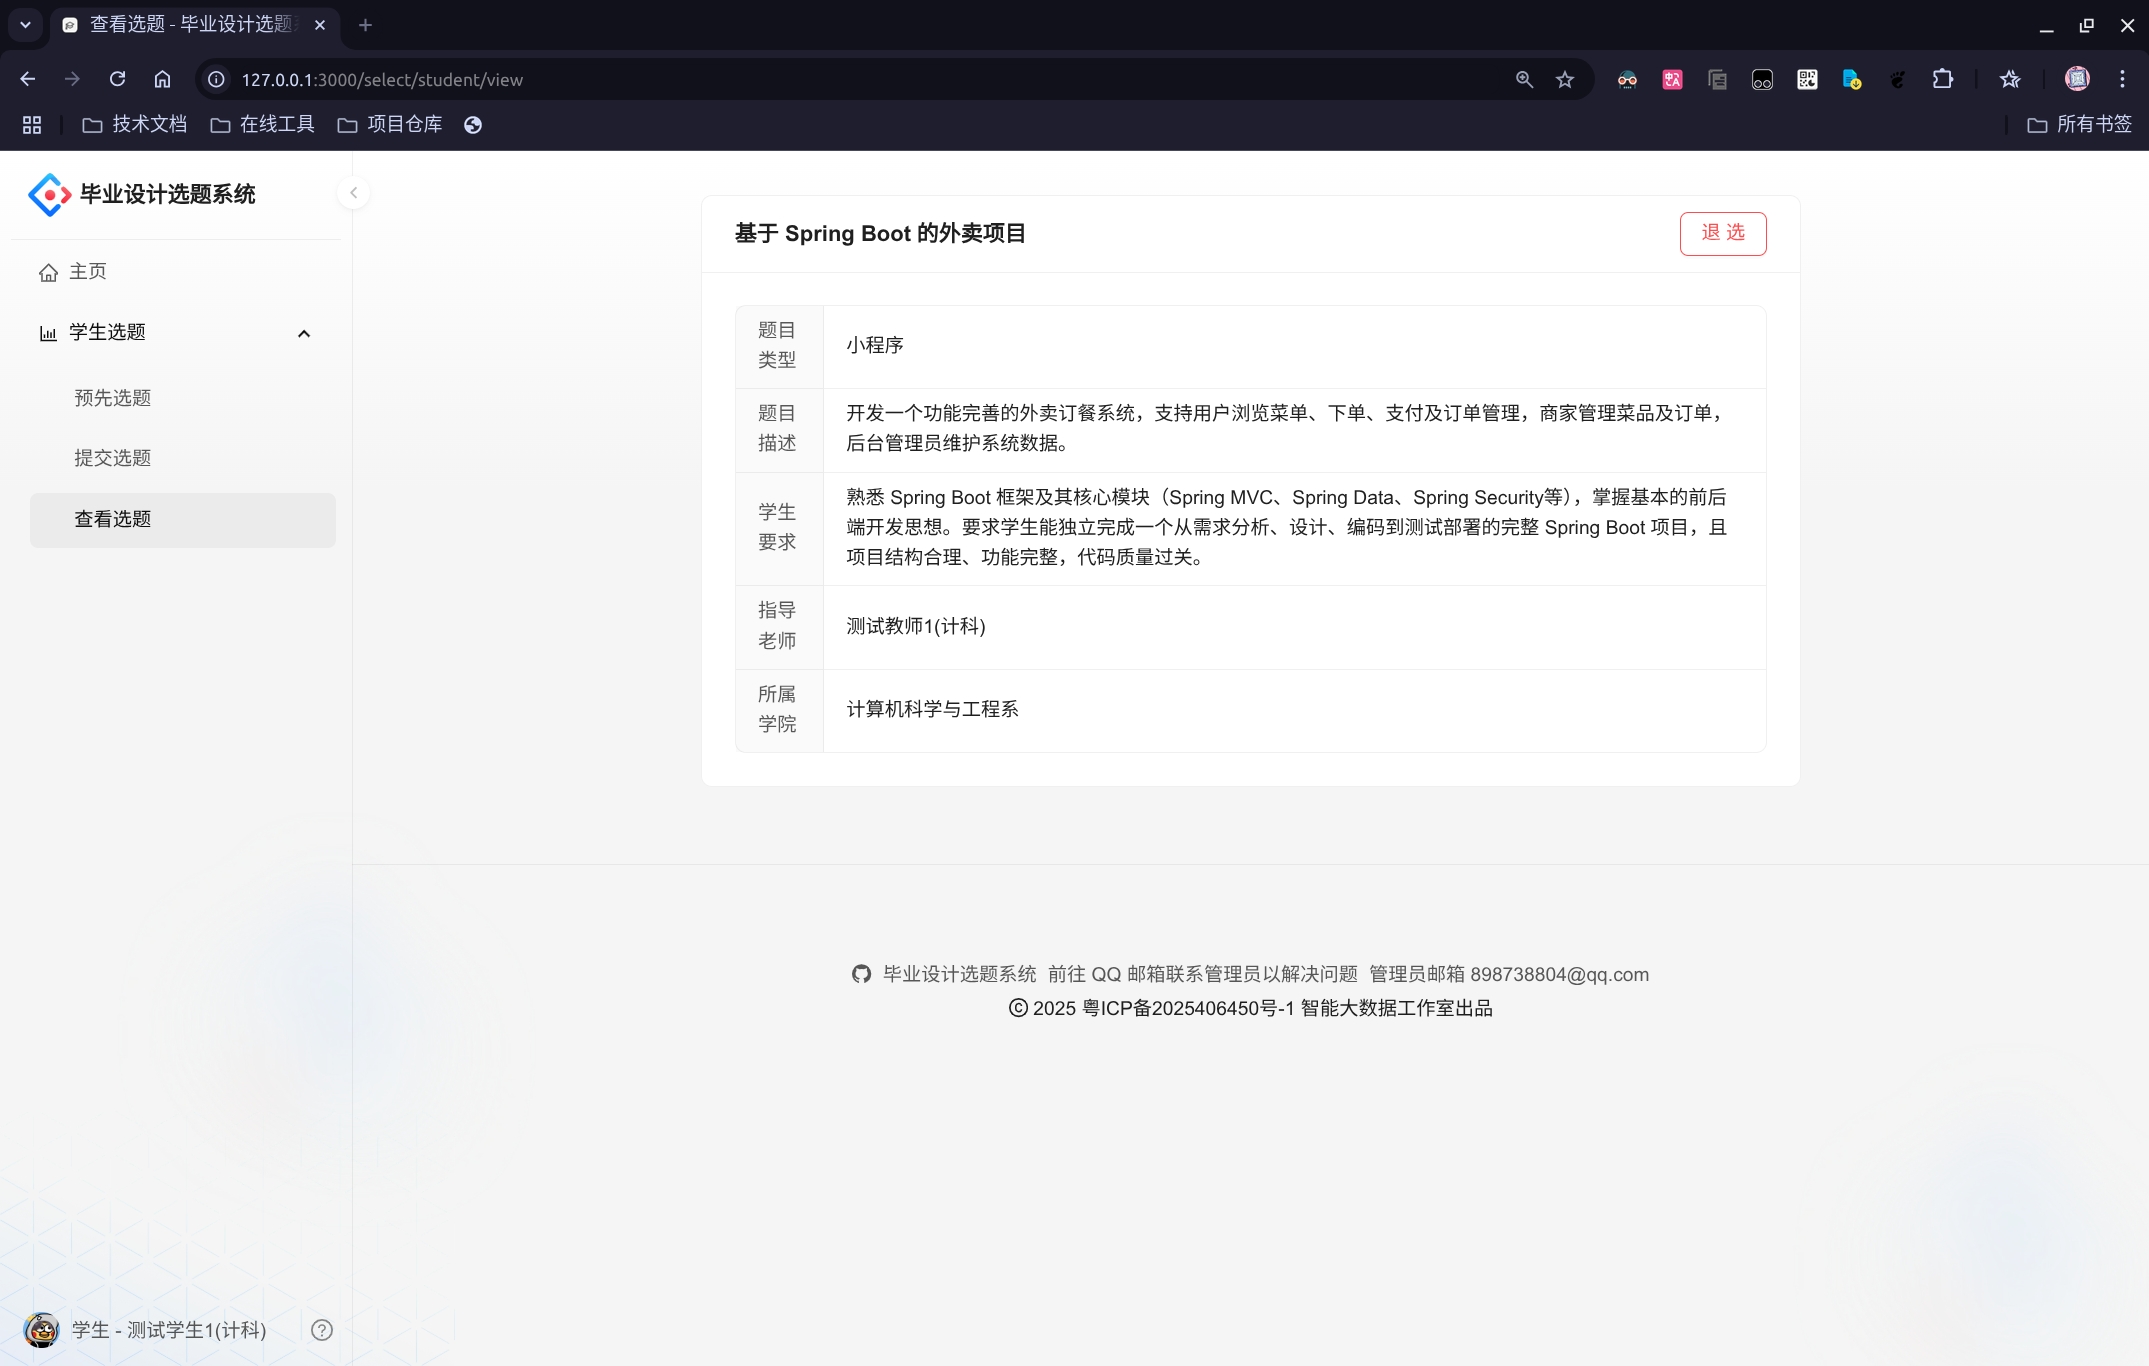 查看选题 - 毕业设计选题
127.0.0.1:3000/select/student/view
技术文档
在线工具
项目仓库
所有书签
毕业设计选题系统
主页
学生选题
预先选题
提交选题
查看选题
基于 Spring Boot 的外卖项目
退 选
题目
类型
小程序
题目
描述
开发一个功能完善的外卖订餐系统，支持用户浏览菜单、下单、支付及订单管理，商家管理菜品及订单，
后台管理员维护系统数据。
学生
要求
熟悉 Spring Boot 框架及其核心模块（Spring MVC、Spring Data、Spring Security等），掌握基本的前后
端开发思想。要求学生能独立完成一个从需求分析、设计、编码到测试部署的完整 Spring Boot 项目，且
项目结构合理、功能完整，代码质量过关。
指导
老师
测试教师1(计科)
所属
学院
计算机科学与工程系
毕业设计选题系统 前往 QQ 邮箱联系管理员以解决问题 管理员邮箱 898738804@qq.com
© 2025 粤ICP备2025406450号-1 智能大数据工作室出品
学生 - 测试学生1(计科)